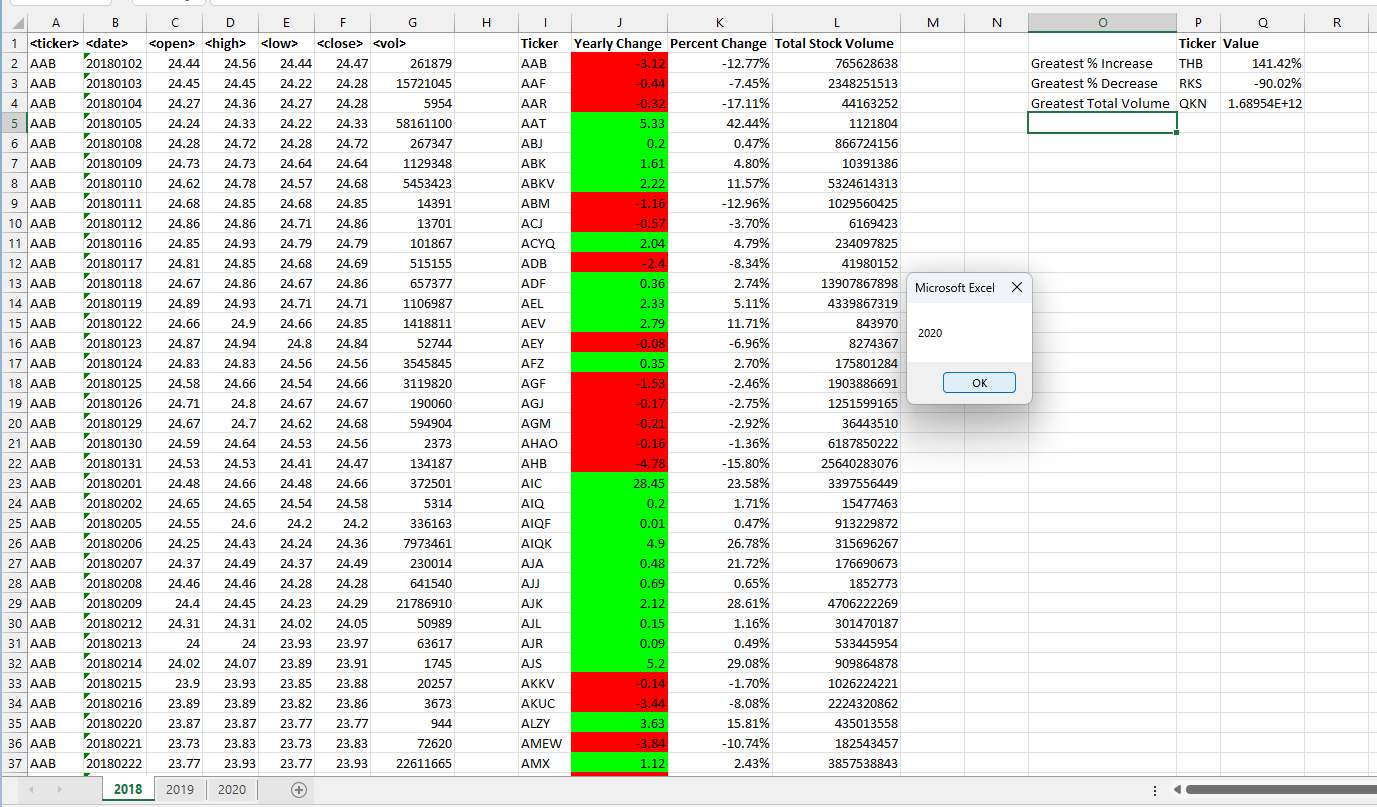 A B C D E F G H I J K L M N O P Q R
1 <ticker> <date> <open> <high> <low> <close> <vol> Ticker Yearly Change Percent Change Total Stock Volume Ticker Value
2 AAB 20180102 24.44 24.56 24.44 24.47 261879 AAB -3.12 -12.77% 765628638 Greatest % Increase THB 141.42%
3 AAB 20180103 24.45 24.45 24.22 24.28 15721045 AAF -0.44 -7.45% 2348251513 Greatest % Decrease RKS -90.02%
4 AAB 20180104 24.27 24.36 24.27 24.28 5954 AAR -0.32 -17.11% 44163252 Greatest Total Volume QKN 1.68954E+12
5 AAB 20180105 24.24 24.33 24.22 24.33 58161100 AAT 5.33 42.44% 1121804
6 AAB 20180108 24.28 24.72 24.28 24.72 267347 ABJ 0.2 0.47% 866724156
7 AAB 20180109 24.73 24.73 24.64 24.64 1129348 ABK 1.61 4.80% 10391386
8 AAB 20180110 24.62 24.78 24.57 24.68 5453423 ABKV 2.22 11.57% 5324614313
9 AAB 20180111 24.68 24.85 24.68 24.85 14391 ABM -1.16 -12.96% 1029560425
10 AAB 20180112 24.86 24.86 24.71 24.86 13701 ACJ -0.57 -3.70% 6169423
11 AAB 20180116 24.85 24.93 24.79 24.79 101867 ACYQ 2.04 4.79% 234097825
12 AAB 20180117 24.81 24.85 24.68 24.69 515155 ADB -2.4 -8.34% 41980152
13 AAB 20180118 24.67 24.86 24.67 24.86 657377 ADF 0.36 2.74% 13907867898
14 AAB 20180119 24.89 24.93 24.71 24.71 1106987 AEL 2.33 5.11% 4339867319
15 AAB 20180122 24.66 24.9 24.66 24.85 1418811 AEV 2.79 11.71% 843970
16 AAB 20180123 24.87 24.94 24.8 24.84 52744 AEY -0.08 -6.96% 8274367
17 AAB 20180124 24.83 24.83 24.56 24.56 3545845 AFZ 0.35 2.70% 175801284
18 AAB 20180125 24.58 24.66 24.54 24.66 3119820 AGF -1.53 -2.46% 1903886691
19 AAB 20180126 24.71 24.8 24.67 24.67 190060 AGJ -0.17 -2.75% 1251599165
20 AAB 20180129 24.67 24.7 24.62 24.68 594904 AGM -0.21 -2.92% 36443510
21 AAB 20180130 24.59 24.64 24.53 24.56 2373 AHAO -0.16 -1.36% 6187850222
22 AAB 20180131 24.53 24.53 24.41 24.47 134187 AHB -4.78 -15.80% 25640283076
23 AAB 20180201 24.48 24.66 24.48 24.66 372501 AIC 28.45 23.58% 3397556449
24 AAB 20180202 24.65 24.65 24.54 24.58 5314 AIQ 0.2 1.71% 15477463
25 AAB 20180205 24.55 24.6 24.2 24.2 336163 AIQF 0.01 0.47% 913229872
26 AAB 20180206 24.25 24.43 24.24 24.36 7973461 AIQK 4.9 26.78% 315696267
27 AAB 20180207 24.37 24.49 24.37 24.49 230014 AJA 0.48 21.72% 176690673
28 AAB 20180208 24.46 24.46 24.28 24.28 641540 AJJ 0.69 0.65% 1852773
29 AAB 20180209 24.4 24.45 24.23 24.29 21786910 AJK 2.12 28.61% 4706222269
30 AAB 20180212 24.31 24.31 24.02 24.05 50989 AJL 0.15 1.16% 301470187
31 AAB 20180213 24 24 23.93 23.97 63617 AJR 0.09 0.49% 533445954
32 AAB 20180214 24.02 24.07 23.89 23.91 1745 AJS 5.2 29.08% 909864878
33 AAB 20180215 23.9 23.93 23.85 23.88 20257 AKKV -0.14 -1.70% 1026224221
34 AAB 20180216 23.89 23.89 23.82 23.86 3673 AKUC -3.44 -8.08% 2224320862
35 AAB 20180220 23.87 23.87 23.77 23.77 944 ALZY 3.63 15.81% 435013558
36 AAB 20180221 23.73 23.83 23.73 23.83 72620 AMEW -3.84 -10.74% 182543457
37 AAB 20180222 23.77 23.93 23.77 23.93 22611665 AMX 1.12 2.43% 3857538843
Microsoft Excel
2020
OK
2018 2019 2020